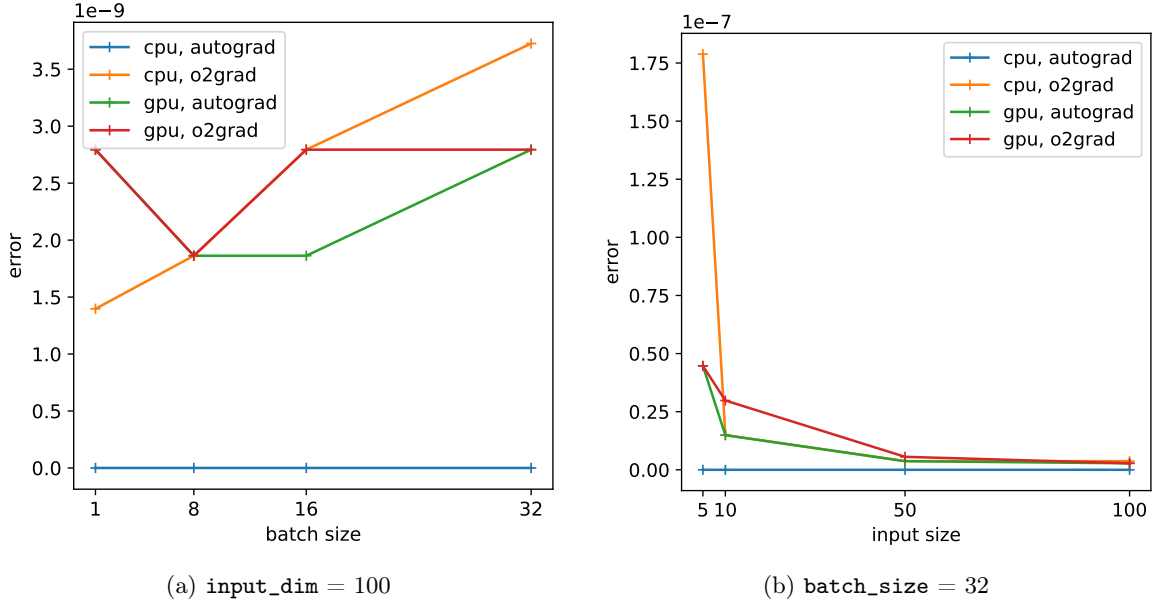 1e−9
cpu, autograd
cpu, o2grad
gpu, autograd
gpu, o2grad
3.5
3.0
2.5
2.0
1.5
1.0
0.5
0.0
error
1 8 16 32
batch size
(a) input_dim = 100
1e−7
cpu, autograd
cpu, o2grad
gpu, autograd
gpu, o2grad
1.75
1.50
1.25
1.00
0.75
0.50
0.25
0.00
error
5 10 50 100
input size
(b) batch_size = 32